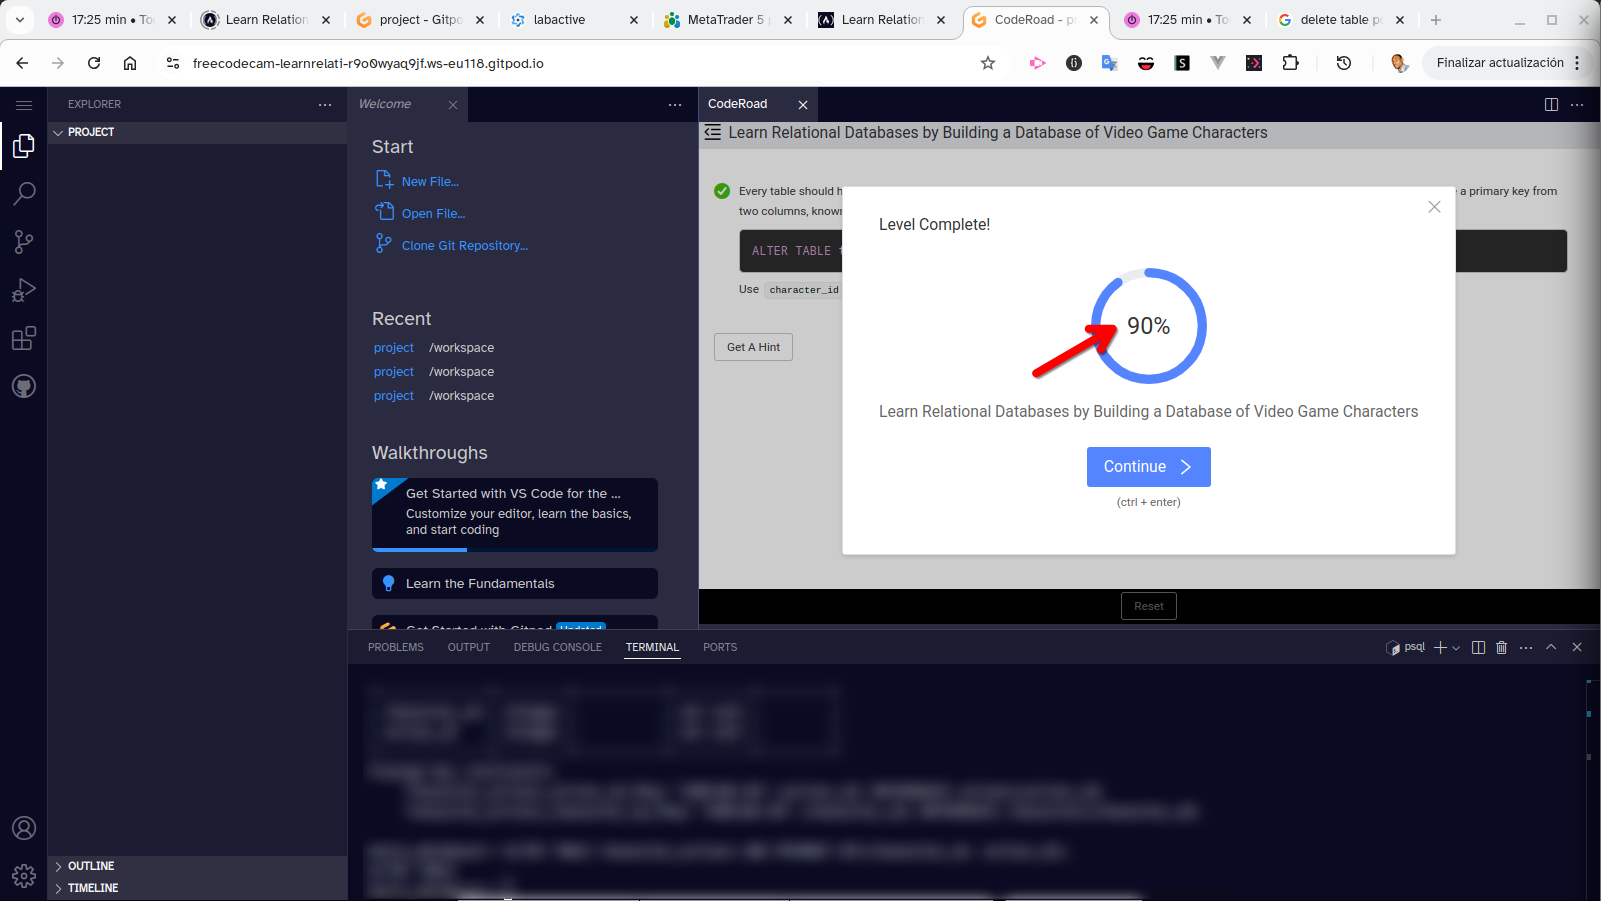 17:25 min • To
Learn Relation
project - Gitpo
labactive
MetaTrader 5
Learn Relation
CodeRoad - p
17:25 min • To
delete table p
freecodecam-learnrelati-r9o0wyaq9jf.ws-eu118.gitpod.io
Finalizar actualización
EXPLORER
Welcome
CodeRoad
PROJECT
Learn Relational Databases by Building a Database of Video Game Characters
Start
New File...
Open File...
Clone Git Repository...
Every table should h
a primary key from
two columns, known
ALTER TABLE
Use character_id
Get A Hint
Level Complete!
90%
Learn Relational Databases by Building a Database of Video Game Characters
Continue
(ctrl + enter)
Recent
project /workspace
project /workspace
project /workspace
Walkthroughs
Get Started with VS Code for the ...
Customize your editor, learn the basics,
and start coding
Learn the Fundamentals
Get Started with Gitpod Updated
Reset
PROBLEMS
OUTPUT
DEBUG CONSOLE
TERMINAL
PORTS
psql
OUTLINE
TIMELINE